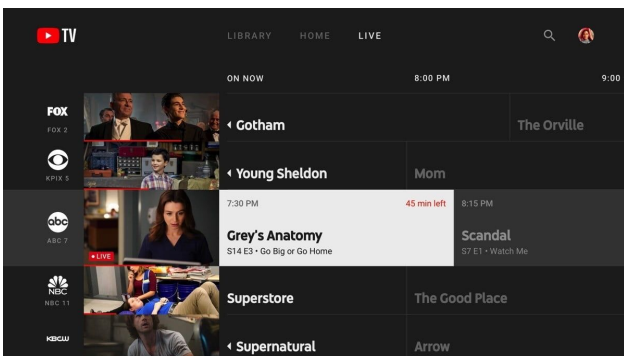 TV
LIBRARY HOME LIVE
ON NOW 8:00 PM 9:00
FOX
FOX 2
Gotham
The Orville
KPIX 5
Young Sheldon
Mom
7:30 PM 45 min left 8:15 PM
abc
ABC 7
LIVE
Grey's Anatomy
S14 E3 • Go Big or Go Home
Scandal
S7 E1 • Watch Me
NBC
NBC 11
Superstore
The Good Place
KBCW
Supernatural
Arrow